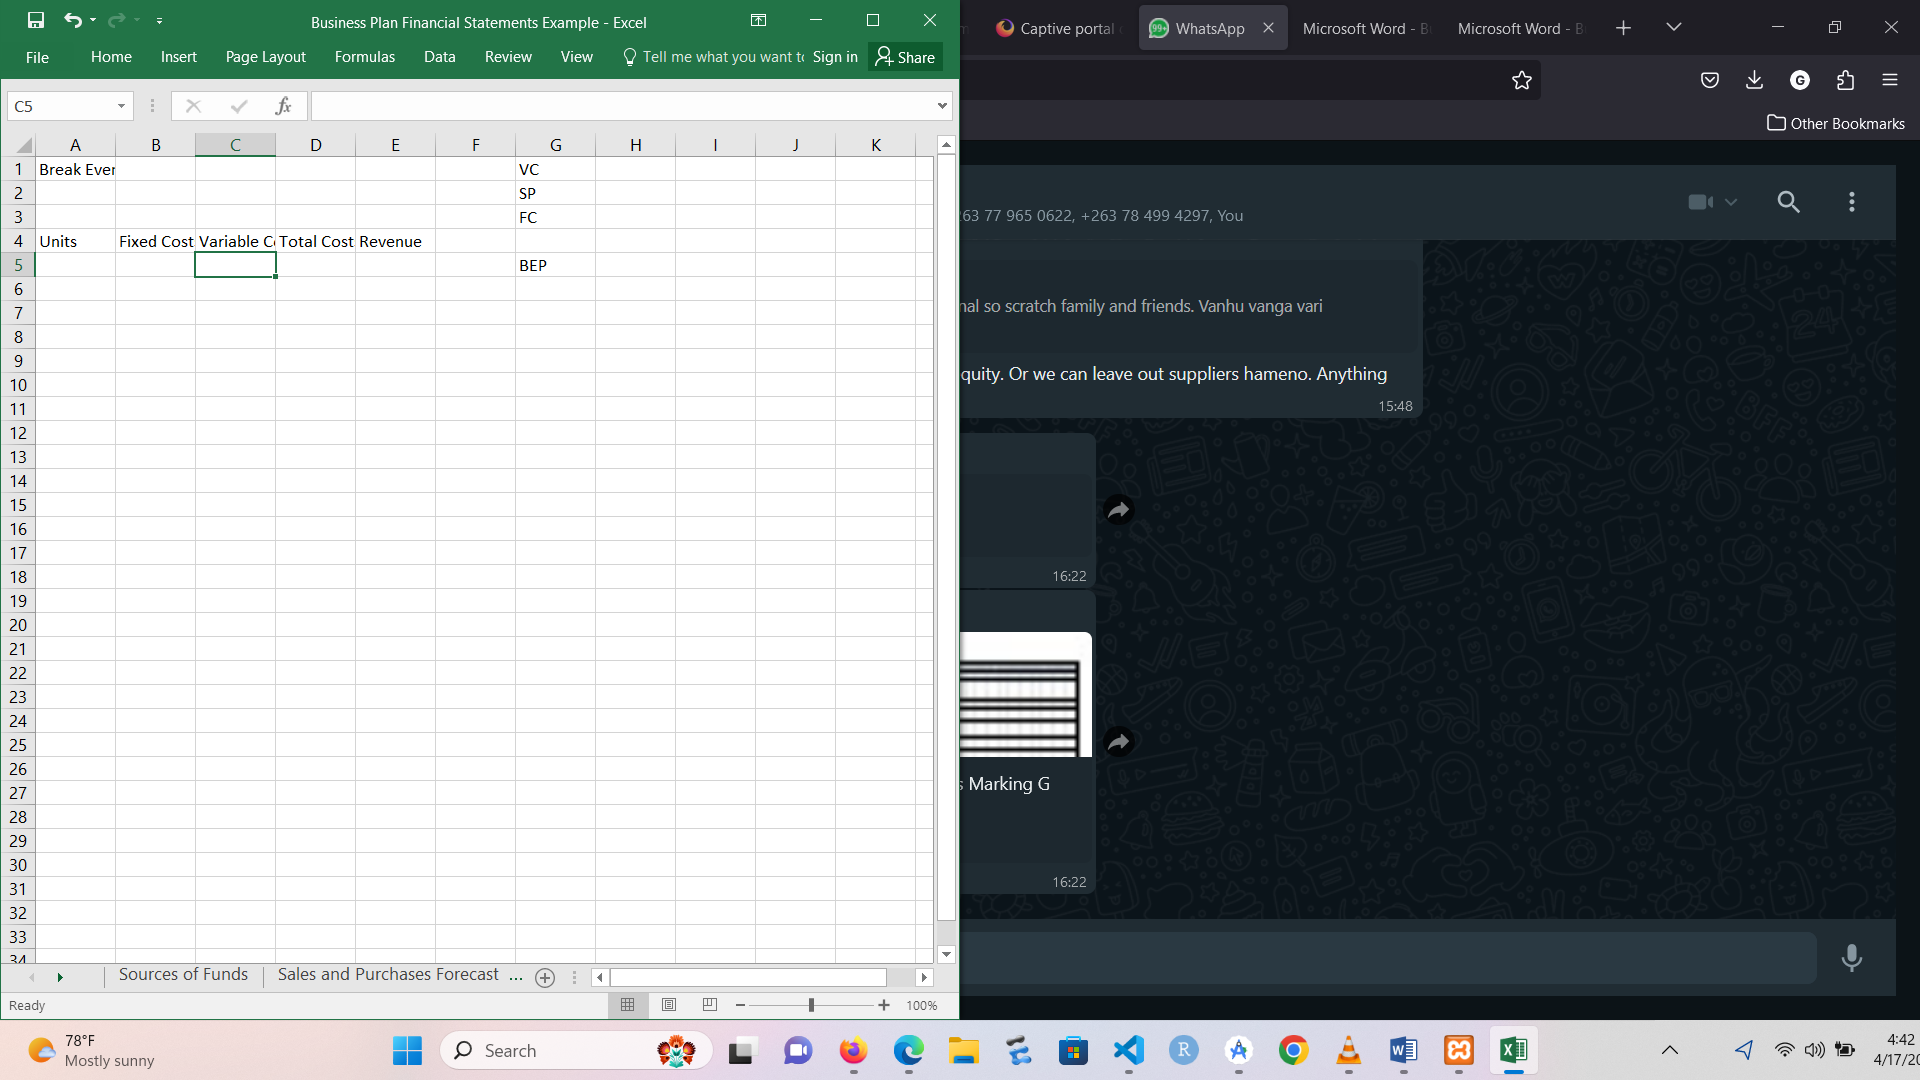 Business Plan Financial Statements Example - Excel
File Home Insert Page Layout Formulas Data Review View Tell me what you want to Sign in Share
C5
fx
A B C D E F G H I J K
1 Break Even VC
2 SP
3 FC
4 Units Fixed Cost Variable Co Total Cost Revenue
5 BEP
6
7
8
9
10
11
12
13
14
15
16
17
18
19
20
21
22
23
24
25
26
27
28
29
30
31
32
33
34
Sources of Funds Sales and Purchases Forecast ...
Ready 100%
Captive portal WhatsApp Microsoft Word - B Microsoft Word - B
99+
G
Other Bookmarks
63 77 965 0622, +263 78 499 4297, You
nal so scratch family and friends. Vanhu vanga vari
quity. Or we can leave out suppliers hameno. Anything
15:48
16:22
s Marking G
16:22
78°F
Mostly sunny
Search
R
4:42
4/17/20